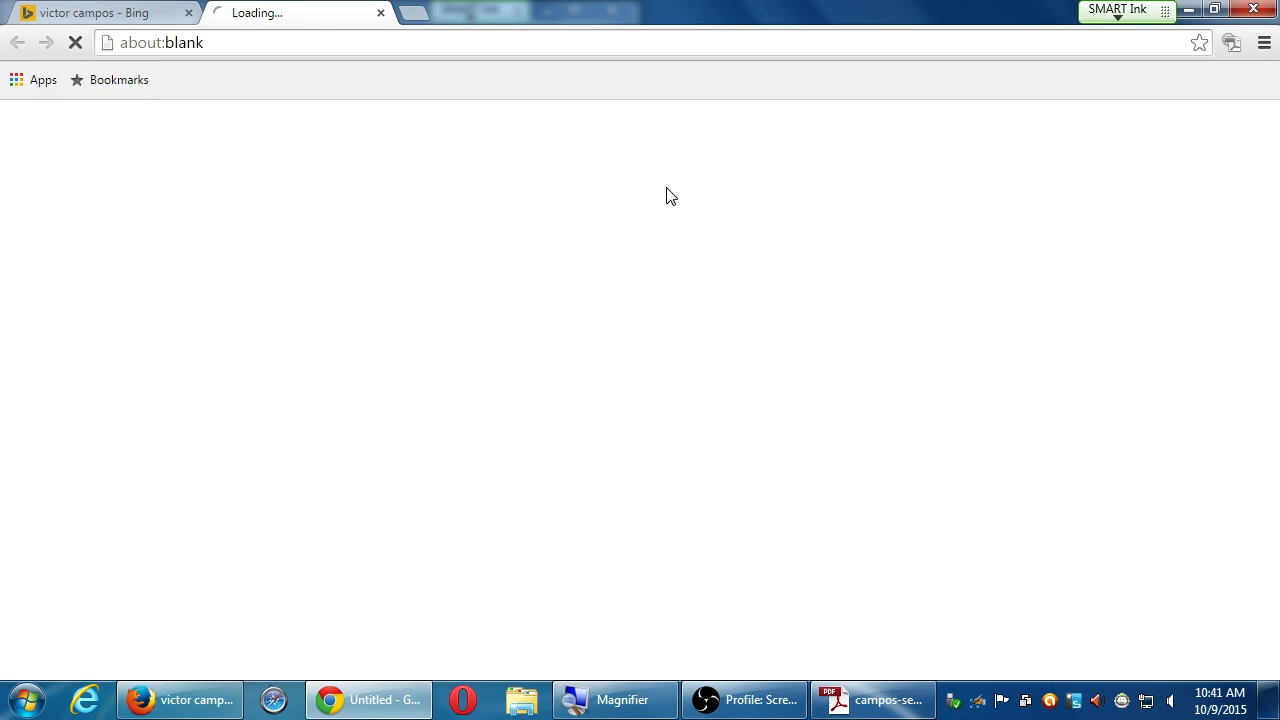 victor campos - Bing
Loading...
SMART Ink
about:blank
Apps
Bookmarks
victor camp...
Untitled - G...
Magnifier
Profile: Scre...
PDF
campos-se...
10:41 AM
10/9/2015